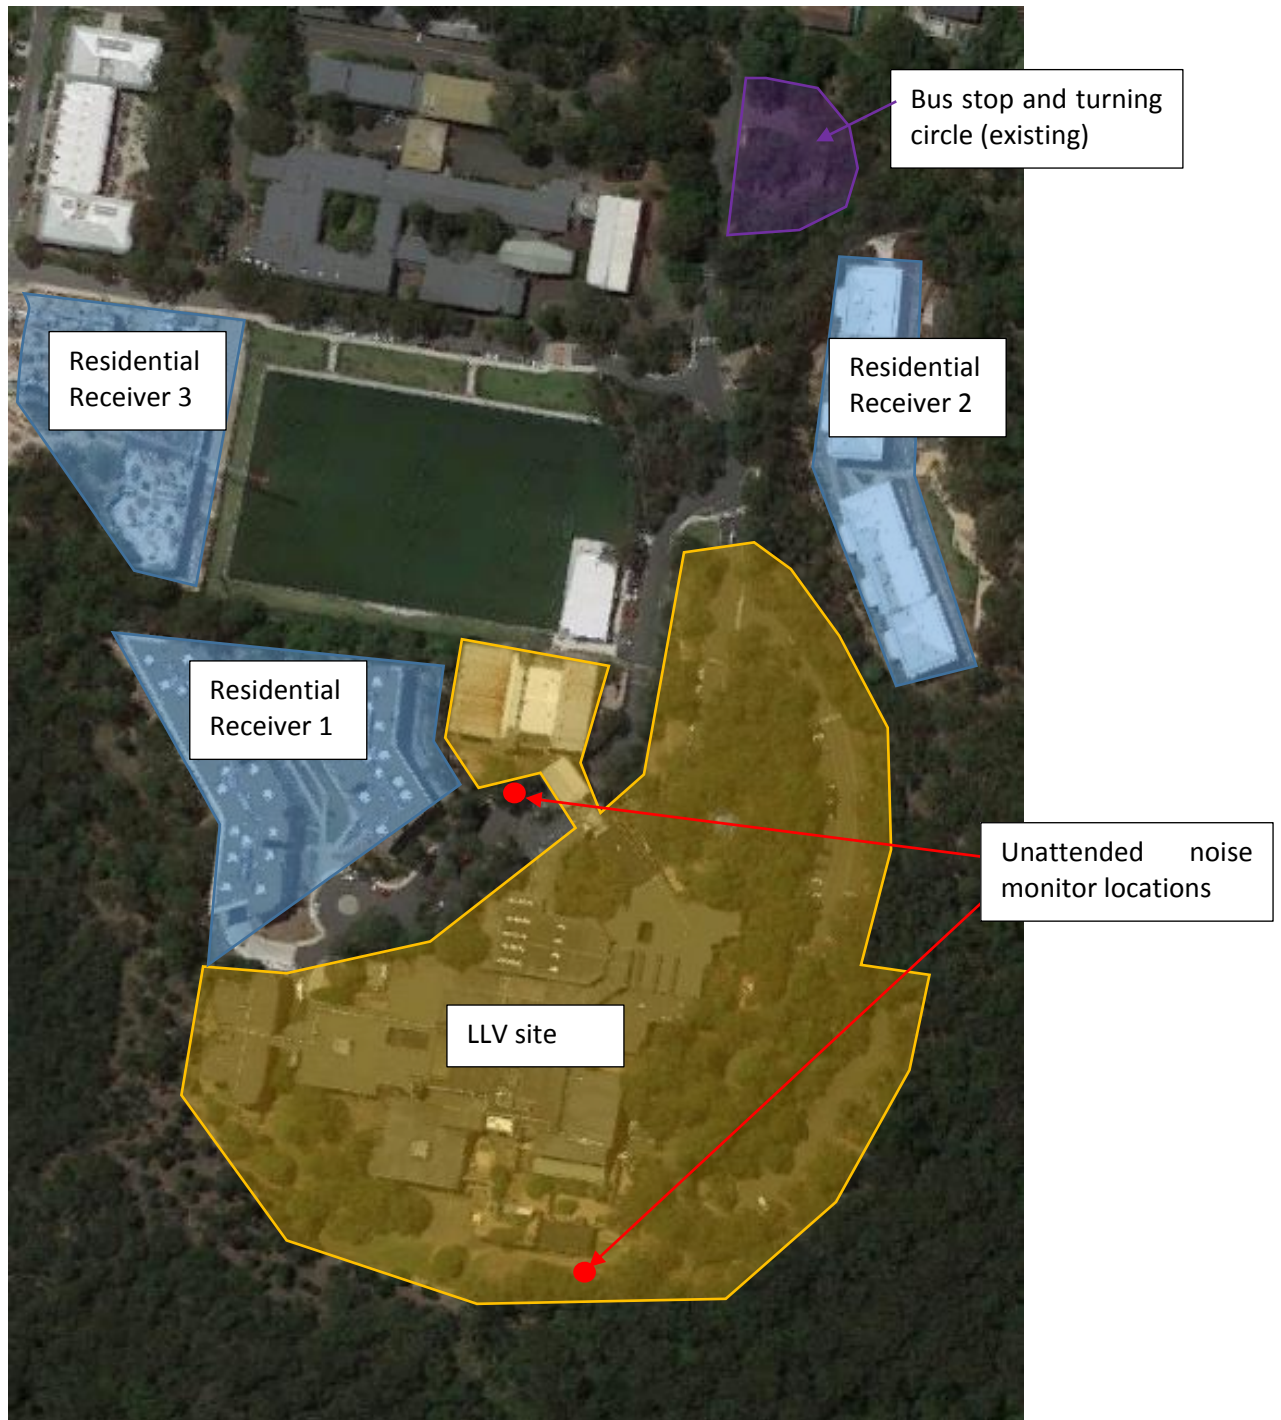 Bus stop and turning
circle (existing)
Residential
Receiver 3
Residential
Receiver 2
Residential
Receiver 1
Unattended noise
monitor locations
LLV site